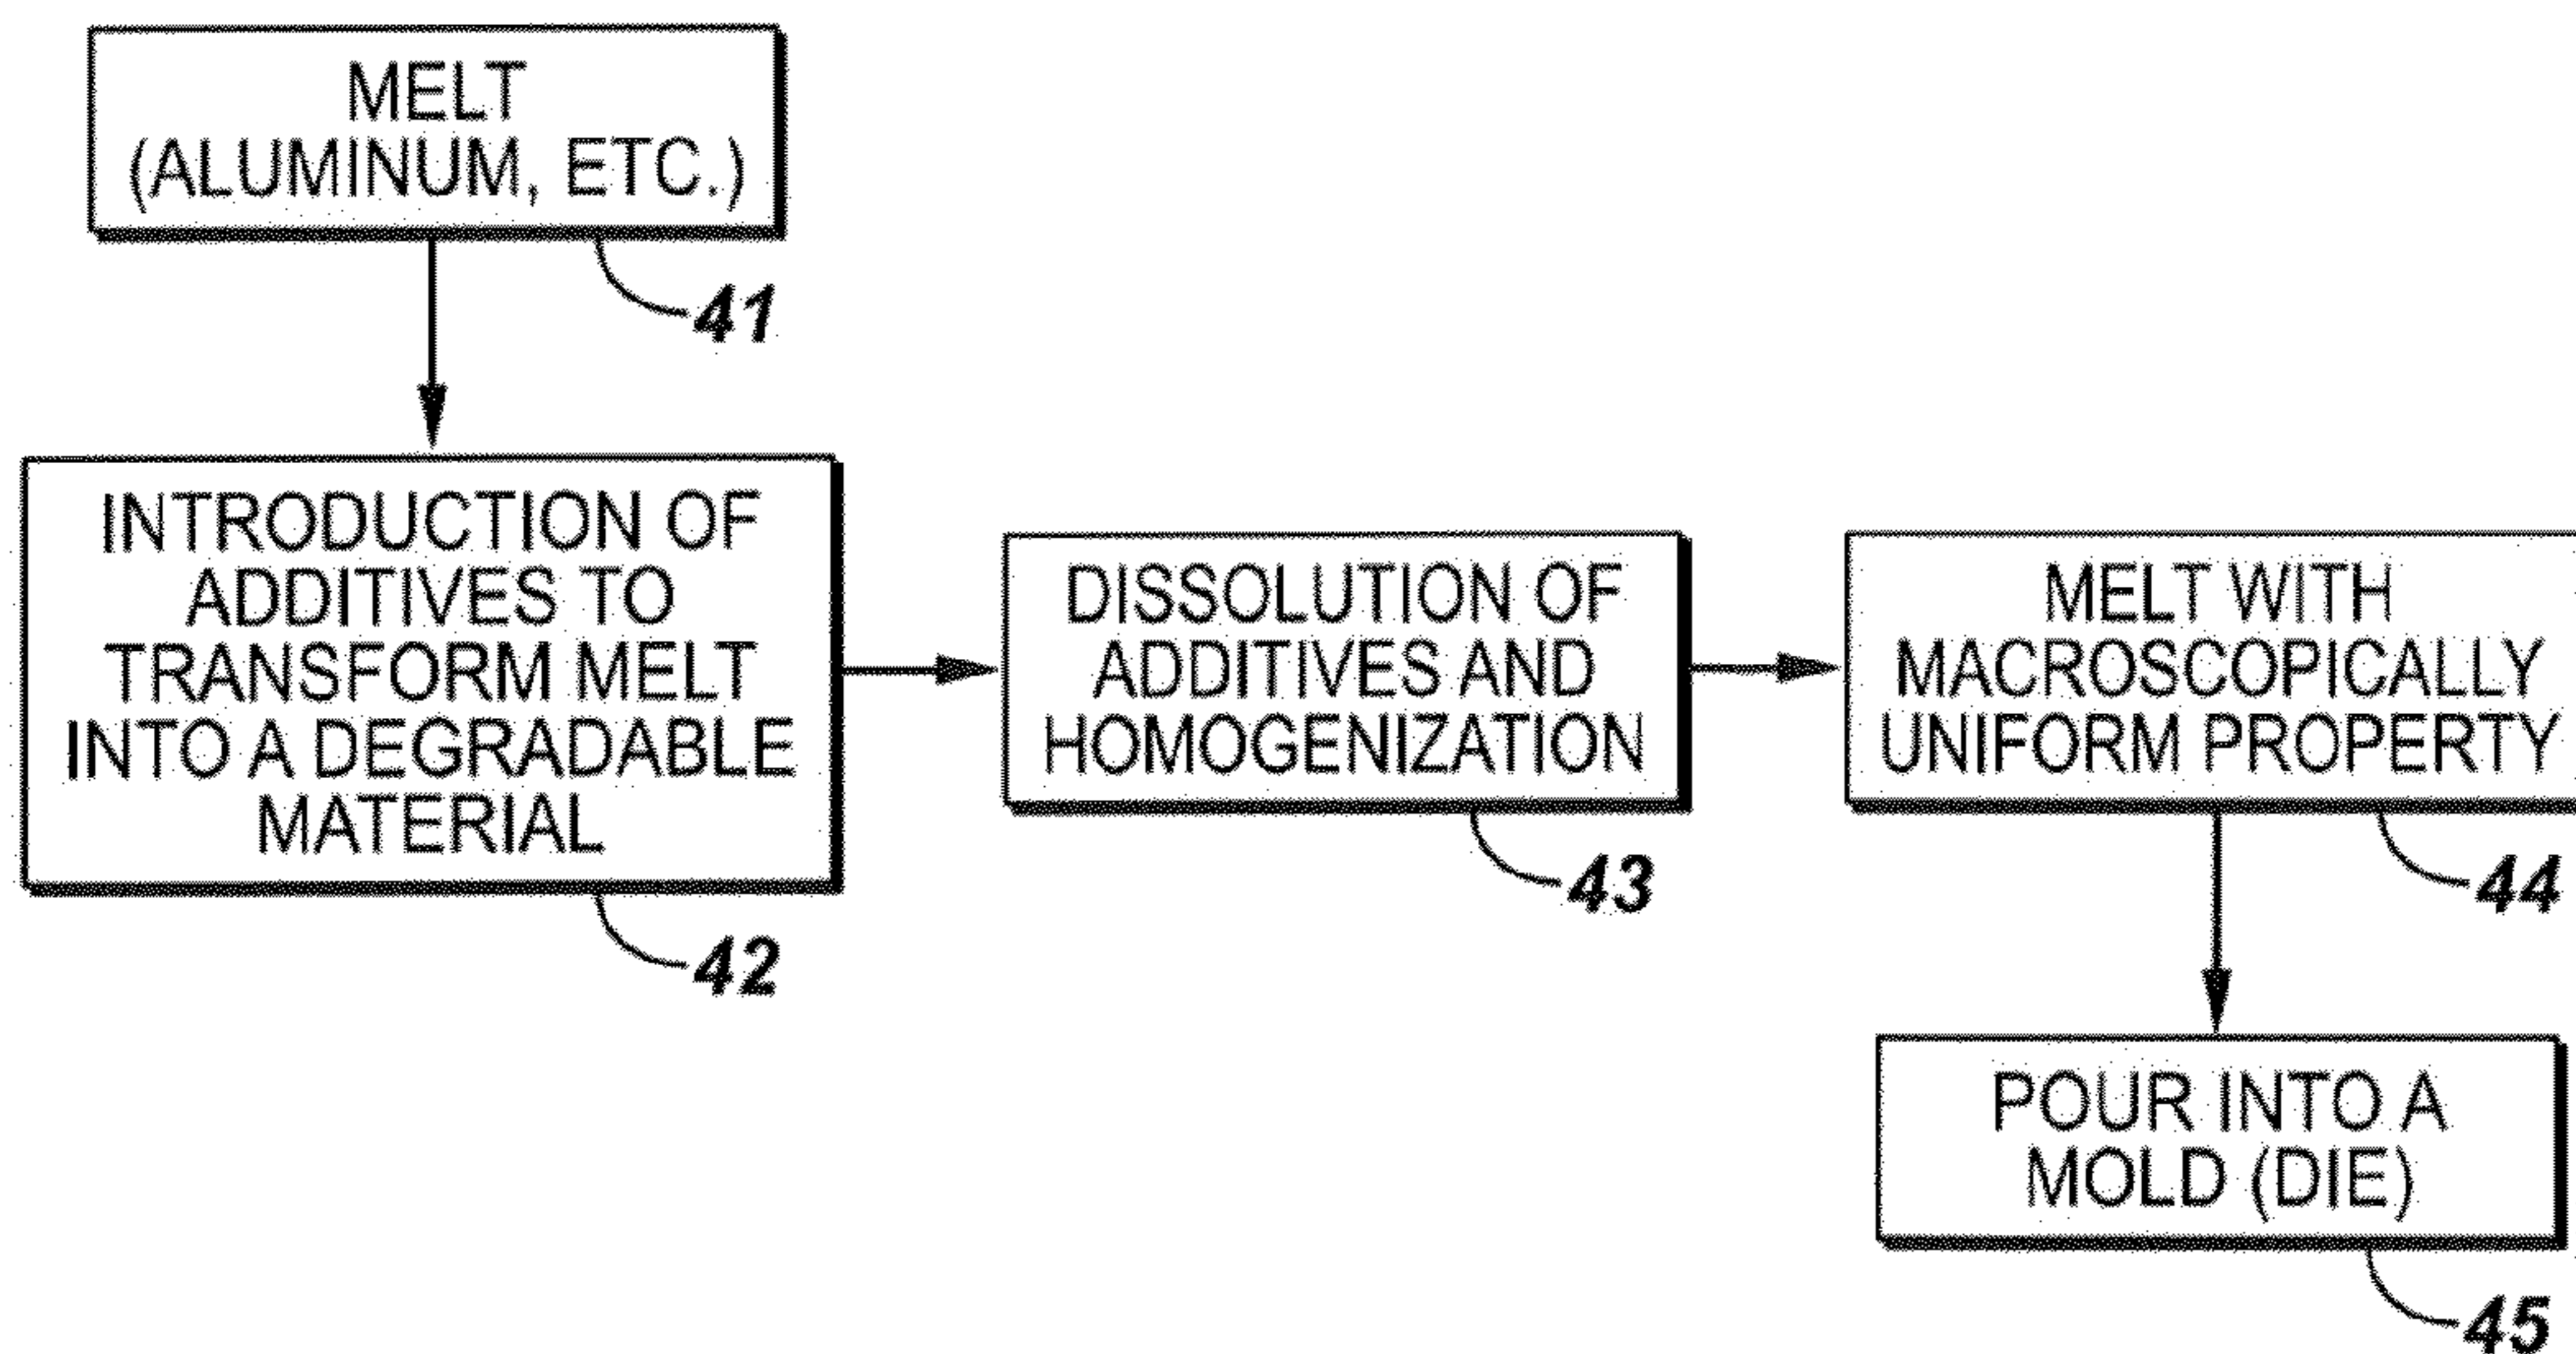 MELT
(ALUMINUM, ETC.)
41
INTRODUCTION OF
ADDITIVES TO
TRANSFORM MELT
INTO A DEGRADABLE
MATERIAL
42
DISSOLUTION OF
ADDITIVES AND
HOMOGENIZATION
43
MELT WITH
MACROSCOPICALLY
UNIFORM PROPERTY
44
POUR INTO A
MOLD (DIE)
45